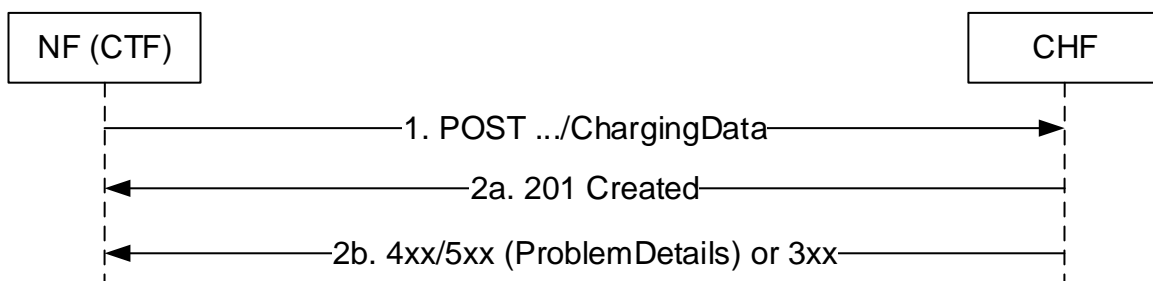 NF (CTF)
CHF
1. POST .../ChargingData
2a. 201 Created
2b. 4xx/5xx (ProblemDetails) or 3xx